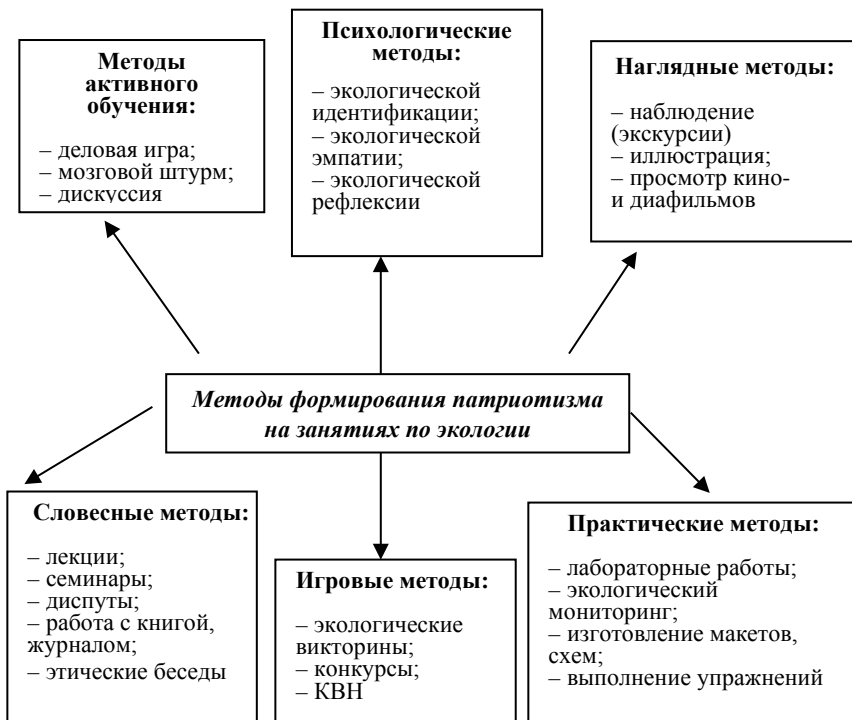 Методы
активного
обучения:
– деловая игра;
– мозговой штурм;
– дискуссия
Психологические
методы:
– экологической
идентификации;
– экологической
эмпатии;
– экологической
рефлексии
Наглядные методы:
– наблюдение
(экскурсии)
– иллюстрация;
– просмотр кино-
и диафильмов
Методы формирования патриотизма
на занятиях по экологии
Словесные методы:
– лекции;
– семинары;
– диспуты;
– работа с книгой,
журналом;
– этические беседы
Игровые методы:
– экологические
викторины;
– конкурсы;
– КВН
Практические методы:
– лабораторные работы;
– экологический
мониторинг;
– изготовление макетов,
схем;
– выполнение упражнений